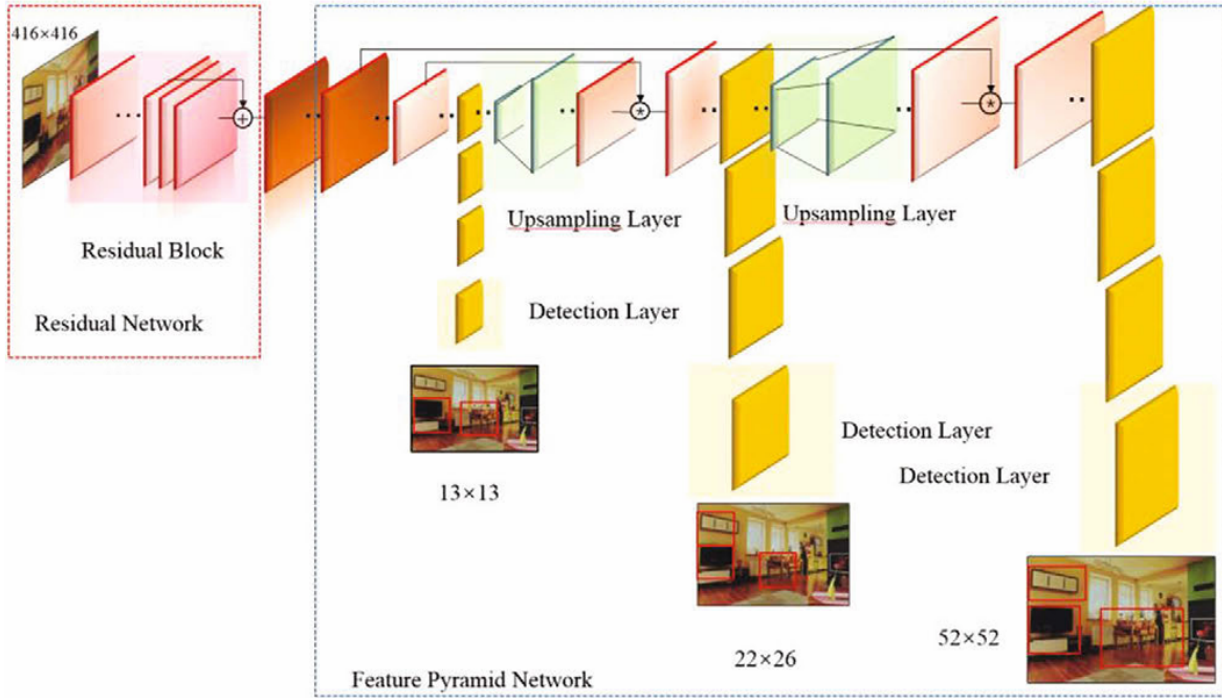 416×416
Residual Block
Residual Network
Upsampling Layer
Upsampling Layer
Detection Layer
13×13
Detection Layer
22×26
Detection Layer
52×52
Feature Pyramid Network